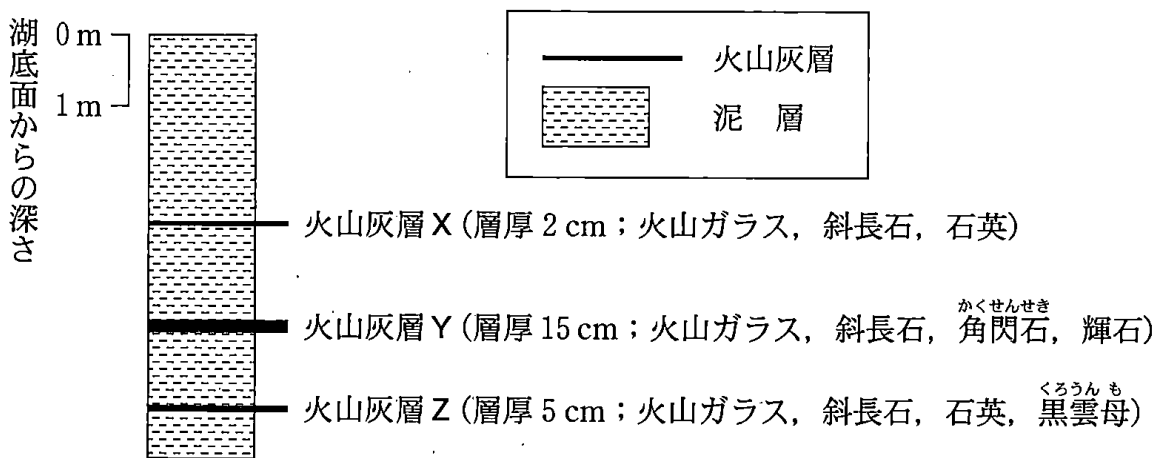 湖底面からの深さ
0 m
1 m
火山灰層
泥 層
火山灰層 X (層厚 2 cm；火山ガラス，斜長石，石英)
かくせんせき
火山灰層 Y (層厚 15 cm；火山ガラス，斜長石，角閃石，輝石)
くろうんも
火山灰層 Z (層厚 5 cm；火山ガラス，斜長石，石英，黒雲母)